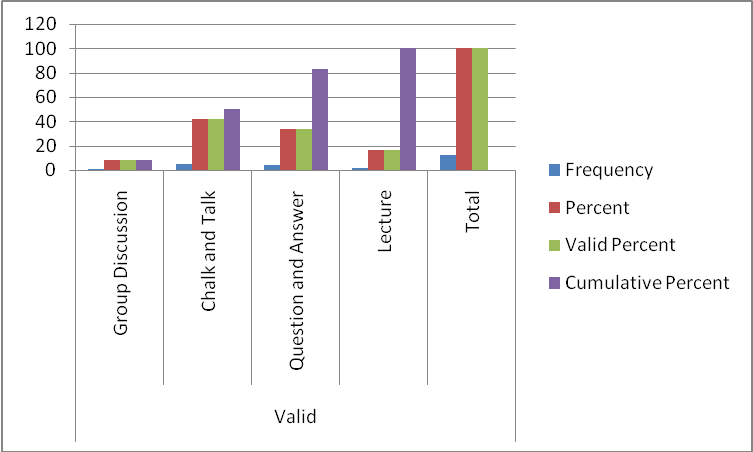 120
100
80
60
40
20
0
Group Discussion
Chalk and Talk
Question and Answer
Lecture
Total
Valid
Frequency
Percent
Valid Percent
Cumulative Percent